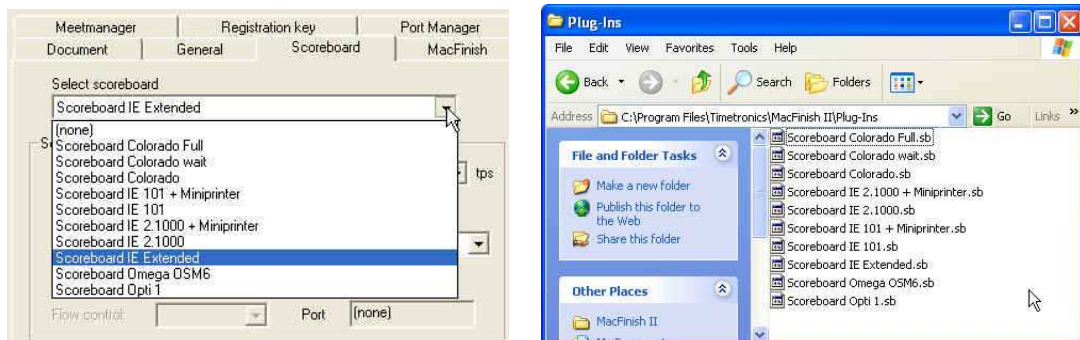 Meetmanager Registration key Port Manager
Document General Scoreboard MacFinish
Select scoreboard
Scoreboard IE Extended
(none)
Scoreboard Colorado Full
Scoreboard Colorado wait
Scoreboard Colorado
Scoreboard IE 101 + Miniprinter
Scoreboard IE 101
Scoreboard IE 2.1000 + Miniprinter
Scoreboard IE 2.1000
Scoreboard IE Extended
Scoreboard Omega OSM6
Scoreboard Opti 1
tps
Flow control: Port (none)
Plug-Ins
File Edit View Favorites Tools Help
Back Search Folders
Address C:\Program Files\Timetronics\MacFinish II\Plug-Ins Go Links »
File and Folder Tasks
Make a new folder
Publish this folder to
the Web
Share this folder
Other Places
MacFinish II
Scoreboard Colorado Full.sb
Scoreboard Colorado wait.sb
Scoreboard Colorado.sb
Scoreboard IE 2.1000 + Miniprinter.sb
Scoreboard IE 2.1000.sb
Scoreboard IE 101 + Miniprinter.sb
Scoreboard IE 101.sb
Scoreboard IE Extended.sb
Scoreboard Omega OSM6.sb
Scoreboard Opti 1.sb